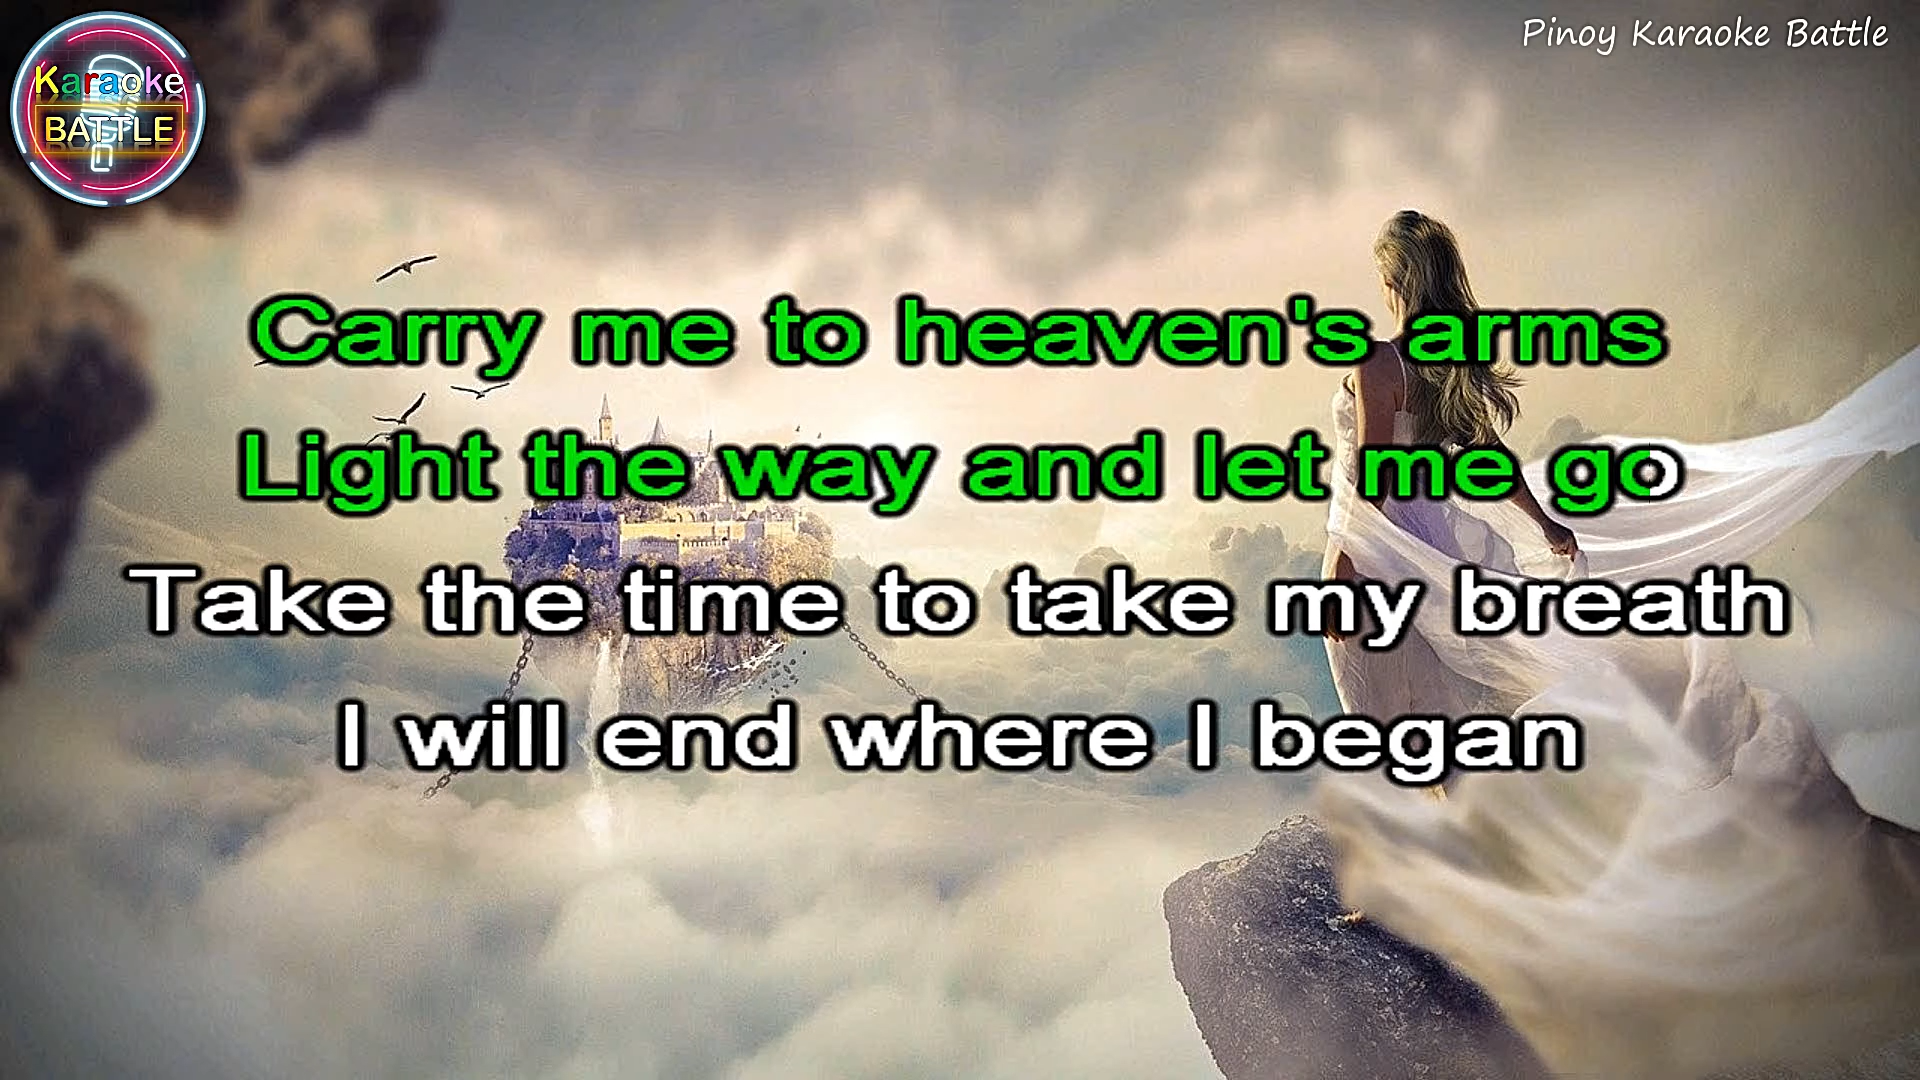 Karaoke
BATTLE
Pinoy Karaoke Battle
Carry me to heaven's arms
Light the way and let me go
Take the time to take my breath
I will end where I began